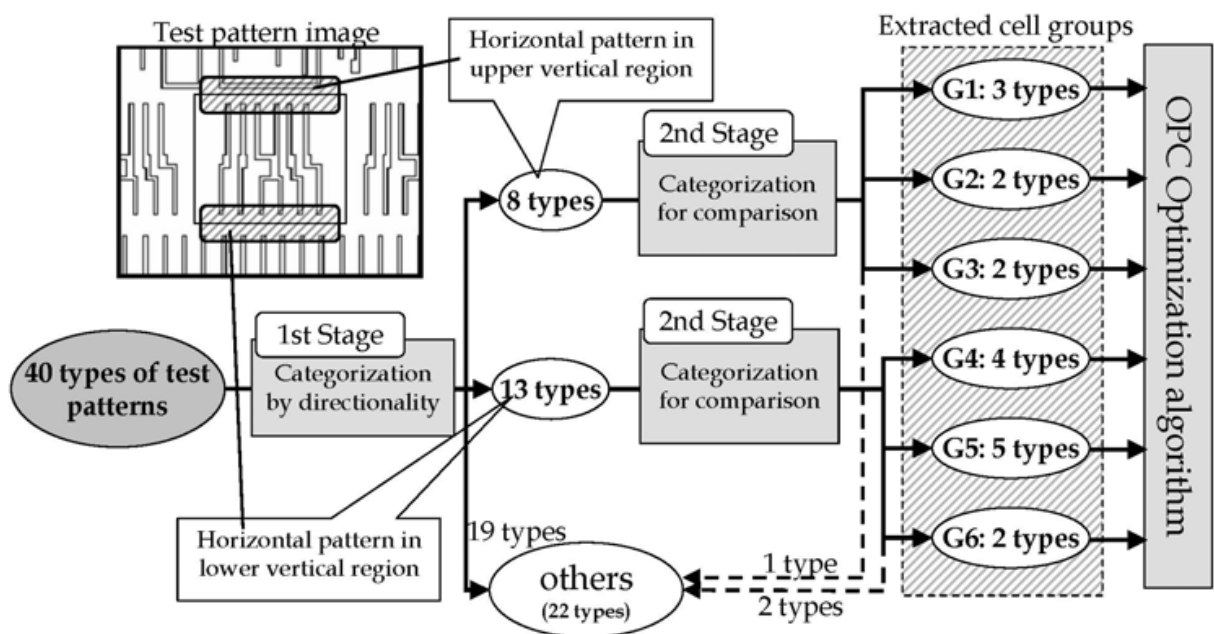 Test pattern image
Horizontal pattern in
upper vertical region
Extracted cell groups
G1: 3 types
2nd Stage
Categorization
for comparison
8 types
G2: 2 types
G3: 2 types
OPC Optimization algorithm
40 types of test
patterns
1st Stage
Categorization
by directionality
13 types
2nd Stage
Categorization
for comparison
G4: 4 types
G5: 5 types
G6: 2 types
Horizontal pattern in
lower vertical region
19 types
others
(22 types)
1 type
2 types